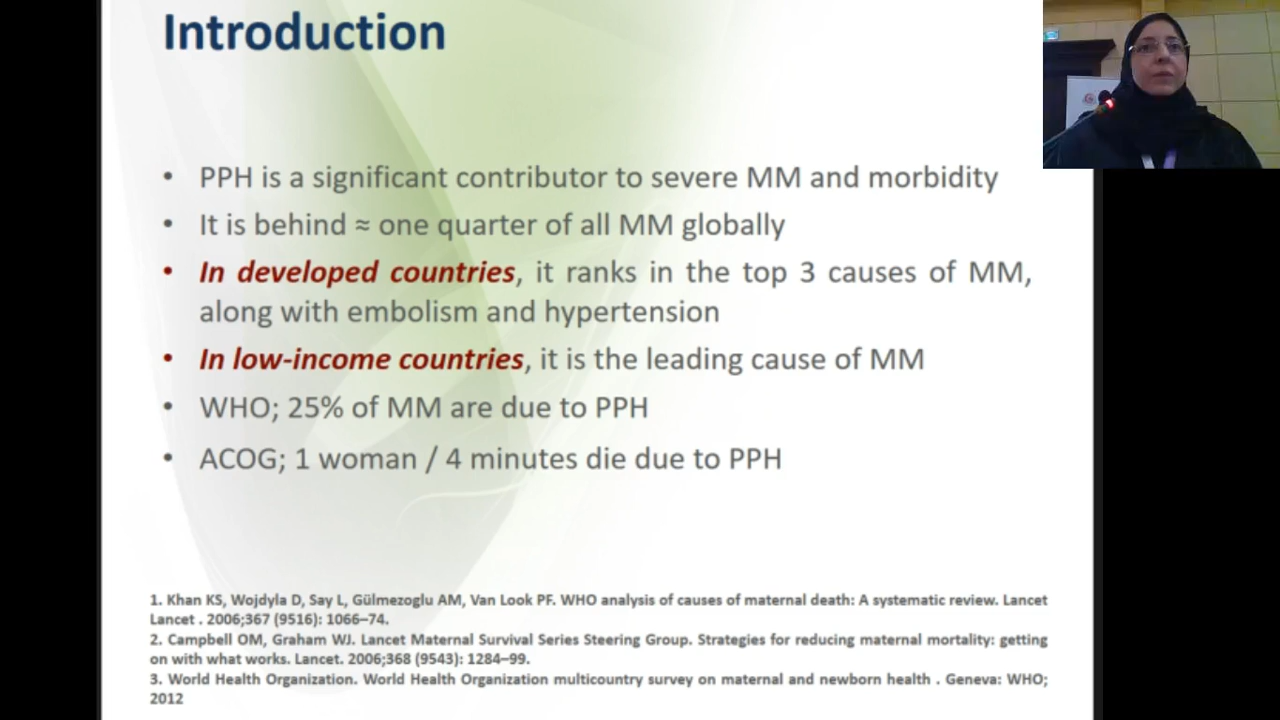 Introduction
• PPH is a significant contributor to severe MM and morbidity
• It is behind ≈ one quarter of all MM globally
• In developed countries, it ranks in the top 3 causes of MM,
along with embolism and hypertension
• In low-income countries, it is the leading cause of MM
• WHO; 25% of MM are due to PPH
• ACOG; 1 woman / 4 minutes die due to PPH
1. Khan KS, Wojdyla D, Say L, Gülmezoglu AM, Van Look PF. WHO analysis of causes of maternal death: A systematic review. Lancet
Lancet . 2006;367 (9516): 1066–74.
2. Campbell OM, Graham WJ. Lancet Maternal Survival Series Steering Group. Strategies for reducing maternal mortality: getting
on with what works. Lancet. 2006;368 (9543): 1284–99.
3. World Health Organization. World Health Organization multicountry survey on maternal and newborn health . Geneva: WHO;
2012